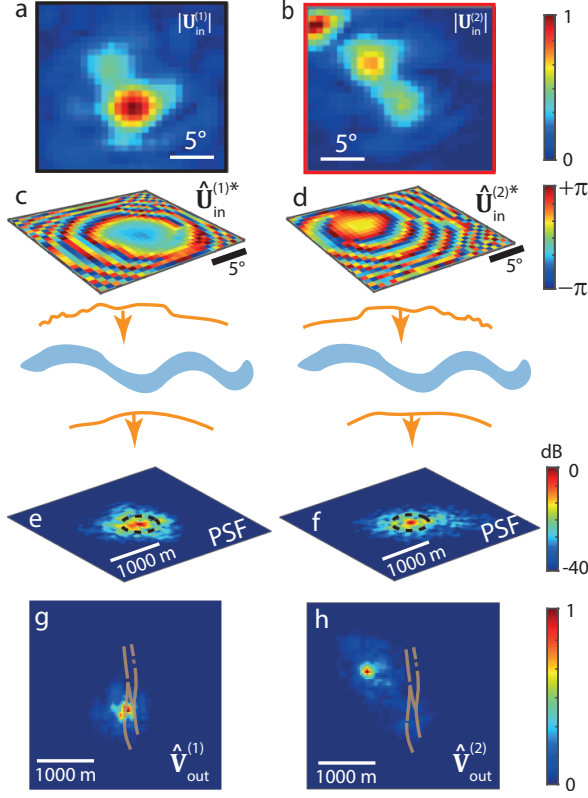 a
|U_in^(1)|
5°
b
|U_in^(2)|
5°
1
0
c
Û_in^(1)*
5°
d
Û_in^(2)*
5°
+π
−π
dB
0
-40
e
PSF
1000 m
f
PSF
1000 m
g
1000 m
V̂_out^(1)
h
1000 m
V̂_out^(2)
1
0